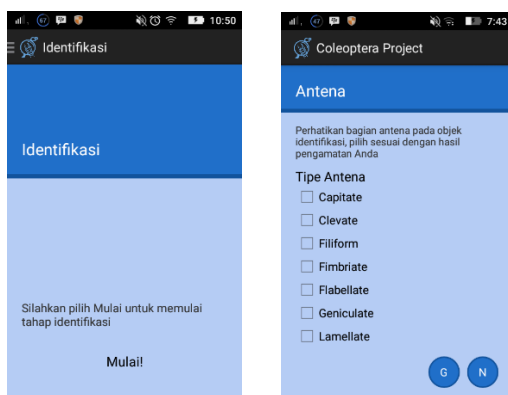 67
10:50
Identifikasi
Identifikasi
Silahkan pilih Mulai untuk memulai
tahap identifikasi
Mulai!
47
7:43
Coleoptera Project
Antena
Perhatikan bagian antena pada objek
identifikasi, pilih sesuai dengan hasil
pengamatan Anda
Tipe Antena
Capitate
Clevate
Filiform
Fimbriate
Flabellate
Geniculate
Lamellate
G
N